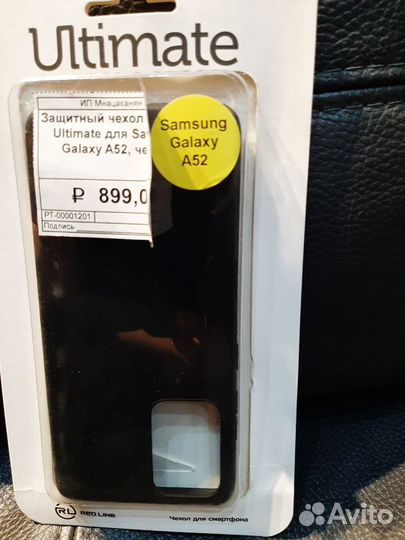 Ultimate
ИП Мнацаканян
Защитный чехол
Ultimate для Sa
Galaxy A52, че
₽ 899,0
РТ-00001201
Подпись
Samsung
Galaxy
A52
RL RED LINE
Чехол для смартфона
Avito